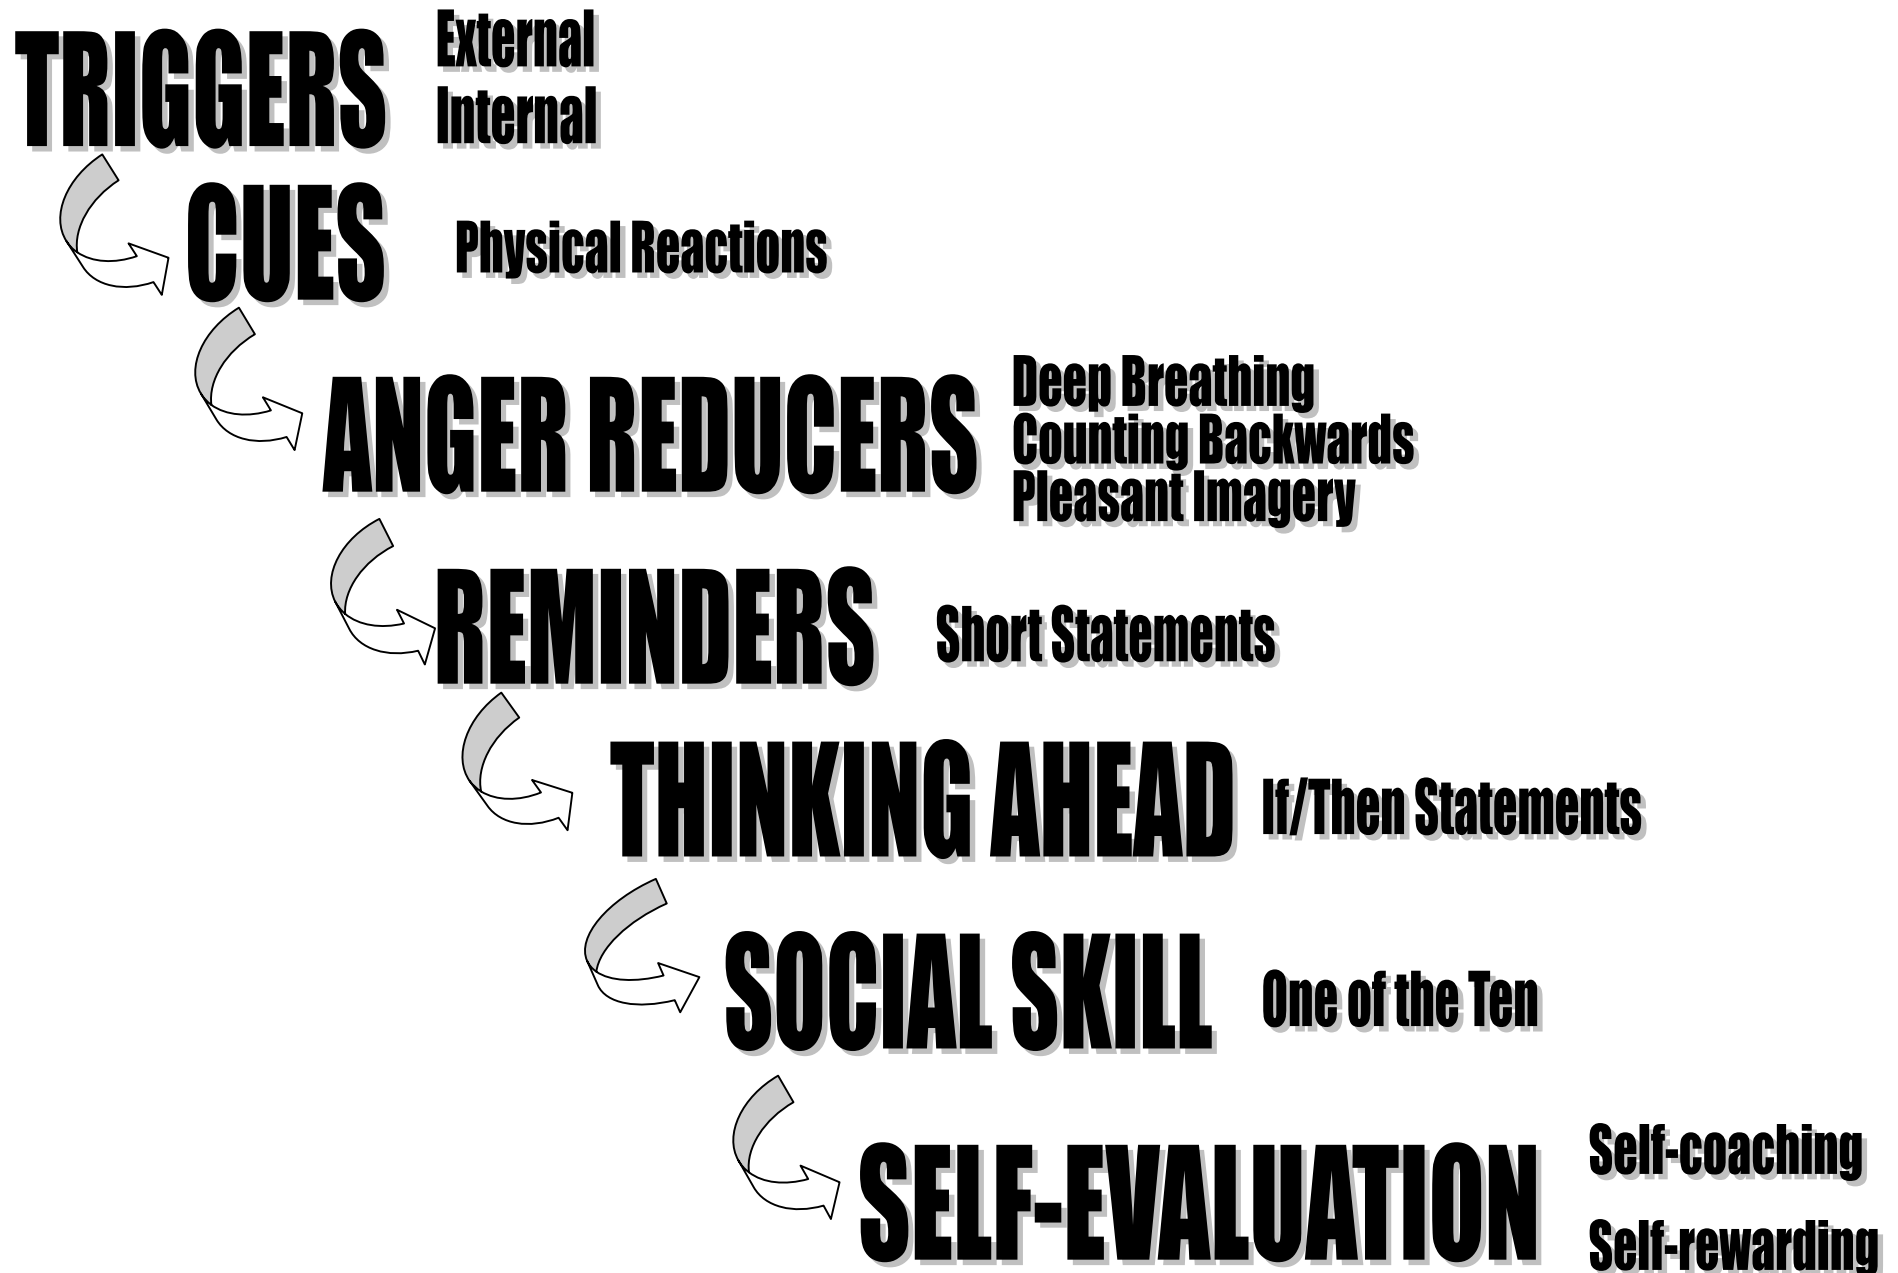 TRIGGERS
External
Internal
CUES
Physical Reactions
ANGER REDUCERS
Deep Breathing
Counting Backwards
Pleasant Imagery
REMINDERS
Short Statements
THINKING AHEAD
If/Then Statements
SOCIAL SKILL
One of the Ten
SELF-EVALUATION
Self-coaching
Self-rewarding